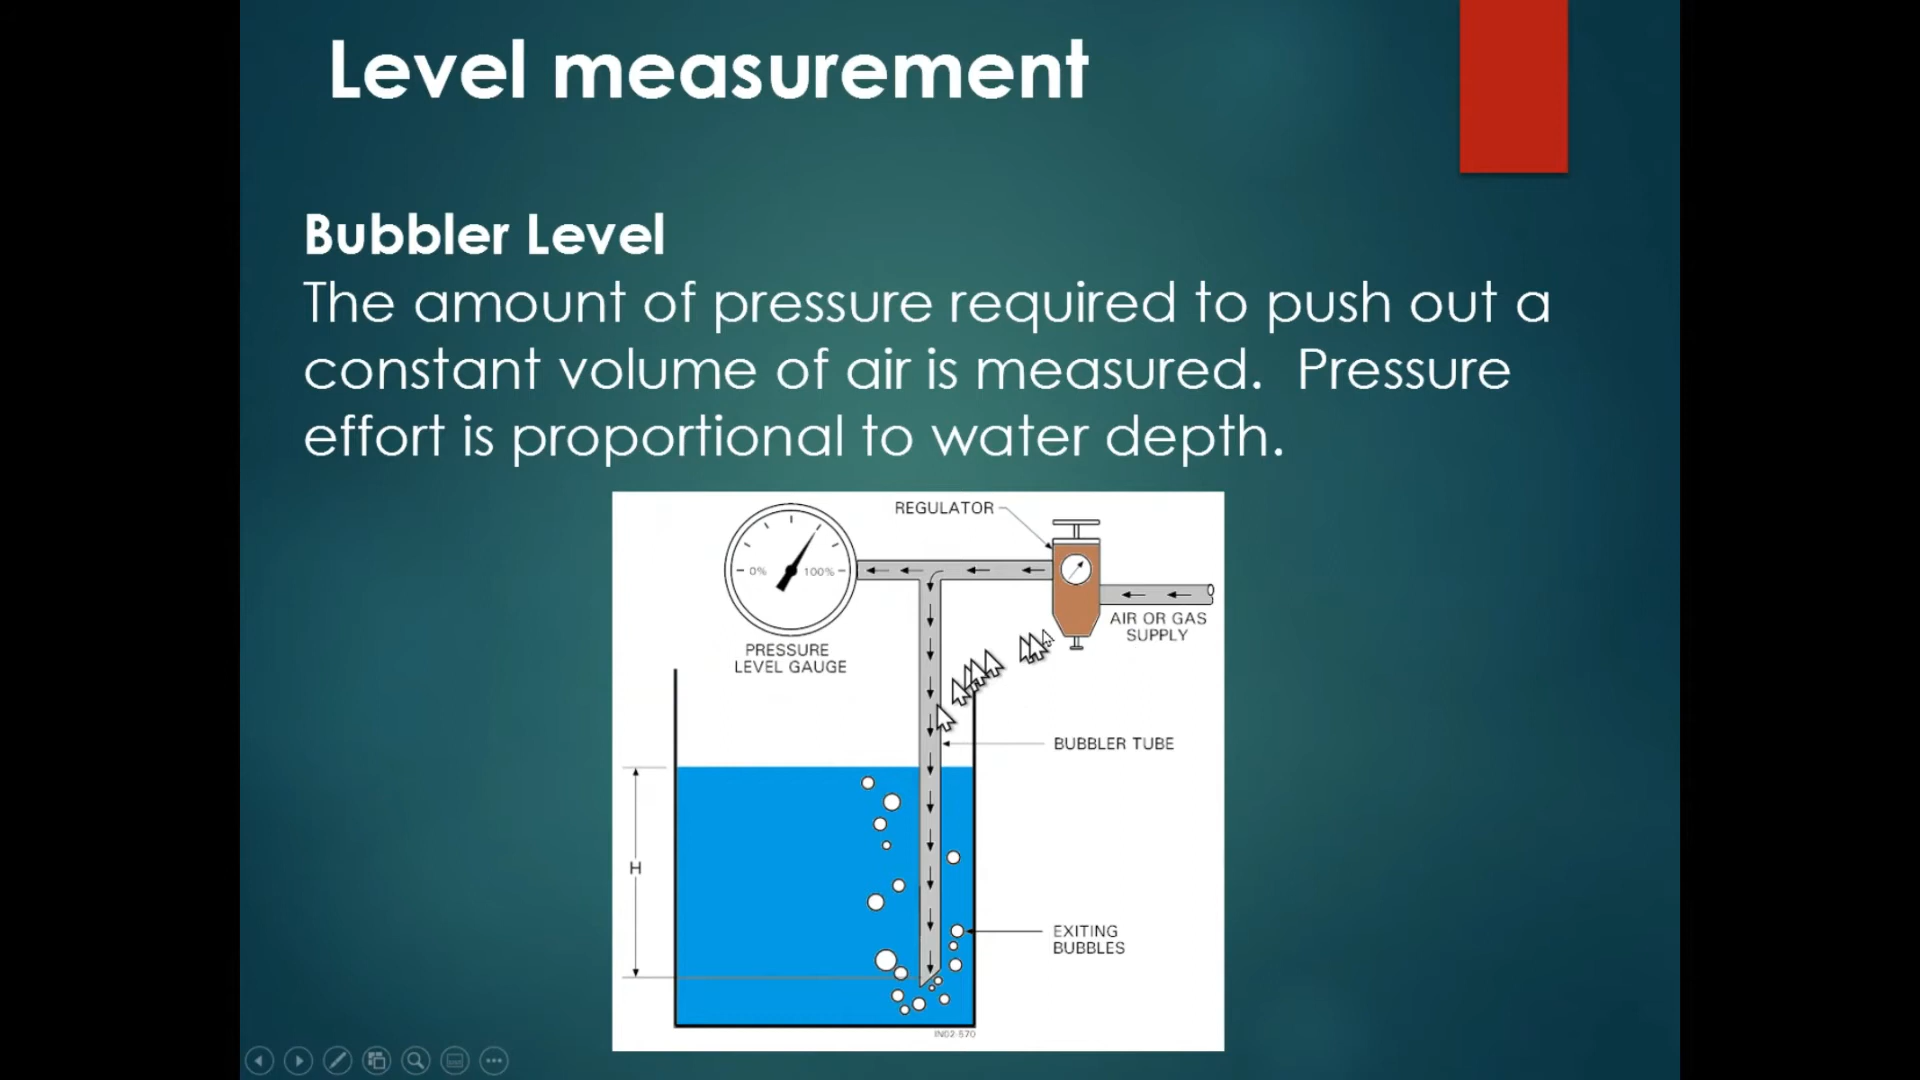 Level measurement
Bubbler Level
The amount of pressure required to push out a
constant volume of air is measured.  Pressure
effort is proportional to water depth.
REGULATOR
0%
100%
AIR OR GAS
SUPPLY
PRESSURE
LEVEL GAUGE
BUBBLER TUBE
H
EXITING
BUBBLES
IN02-570